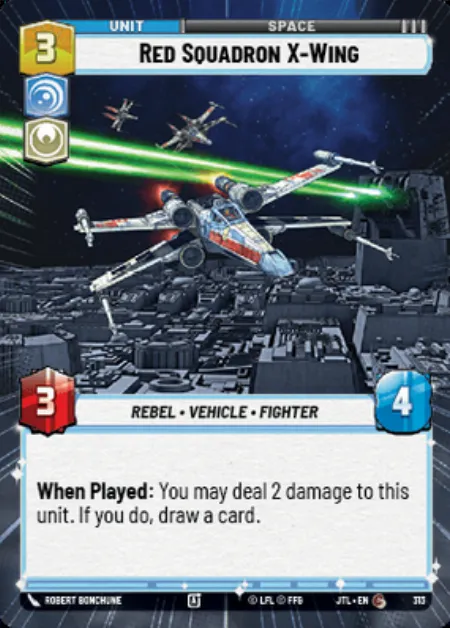 UNIT SPACE
3 RED SQUADRON X-WING
3 REBEL • VEHICLE • FIGHTER 4
When Played: You may deal 2 damage to this
unit. If you do, draw a card.
ROBERT BONCHUNE A © LFL © FFG JTL • EN 313